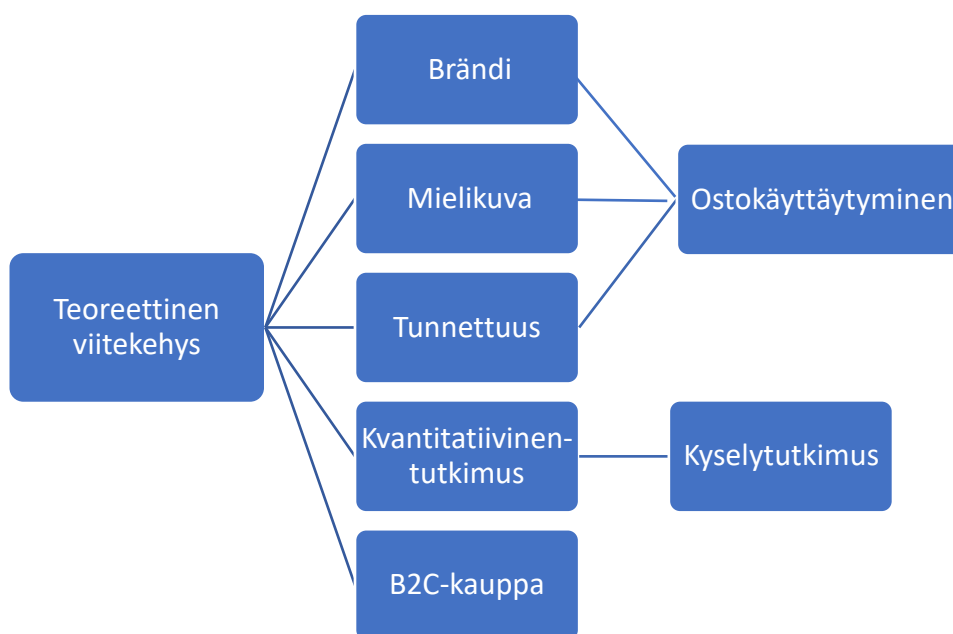 Teoreettinen
viitekehys
Brändi
Mielikuva
Tunnettuus
Kvantitatiivinen-
tutkimus
B2C-kauppa
Ostokäyttäytyminen
Kyselytutkimus